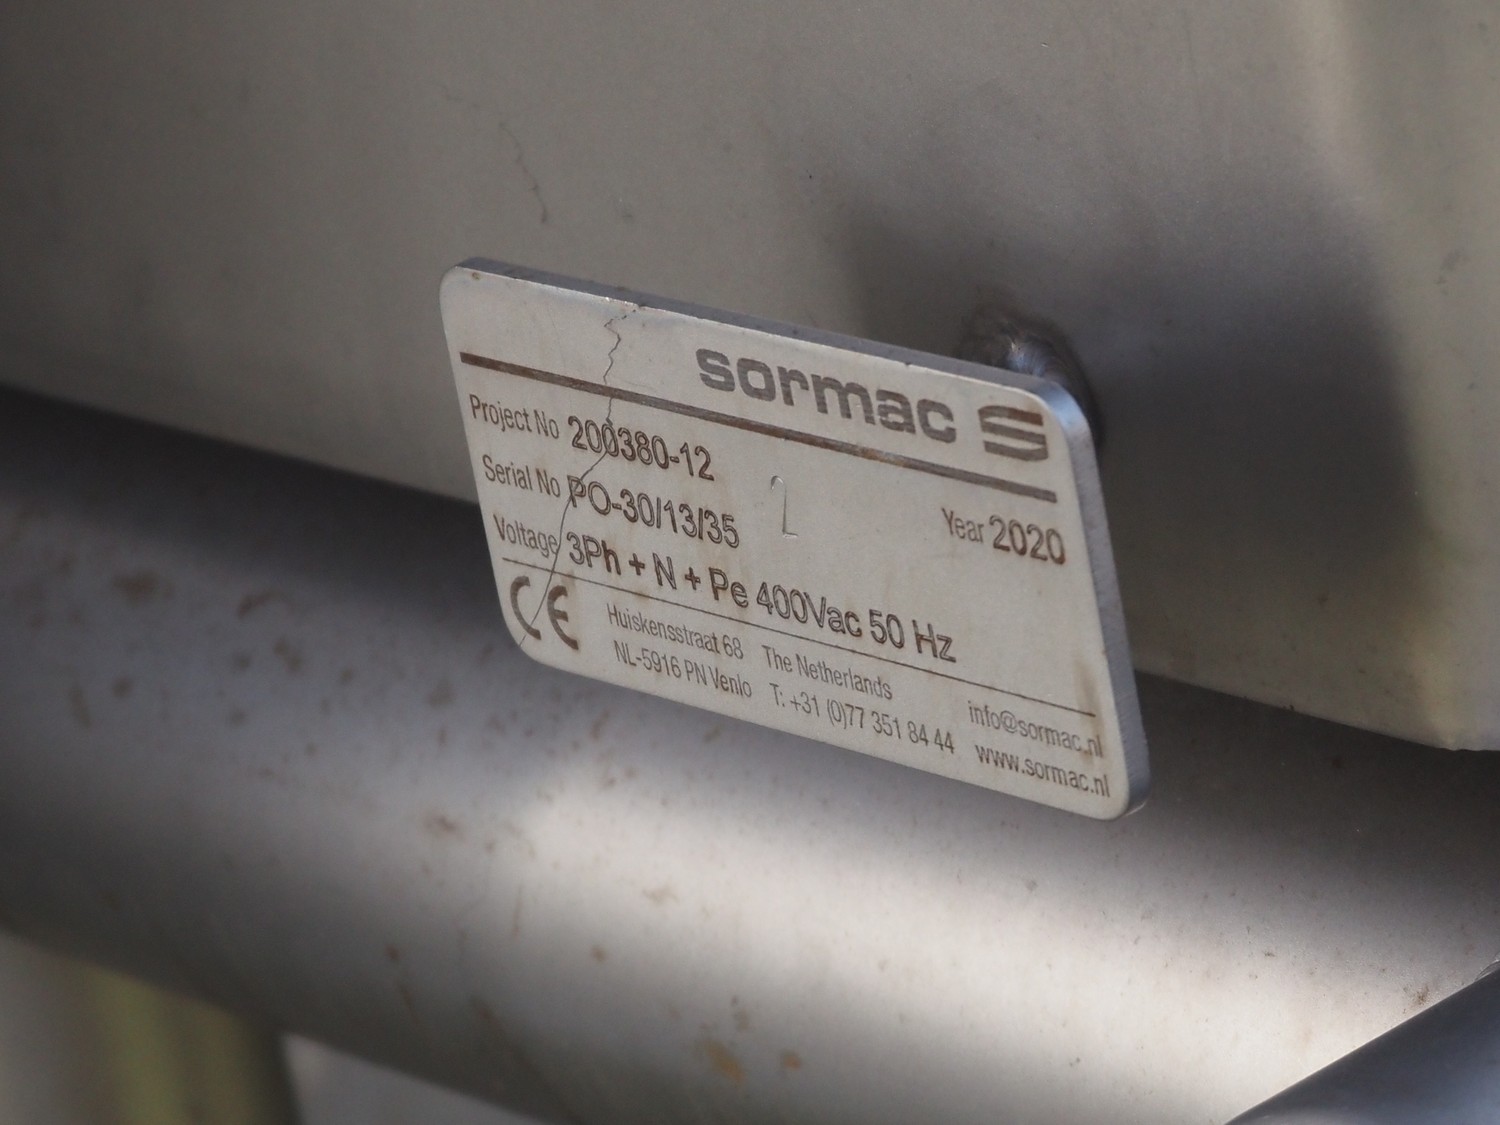 sormac S
Project No 200380-12
Serial No PO-30/13/35 2 Year 2020
Voltage 3Ph + N + Pe 400Vac 50 Hz
CE Huiskensstraat 68 The Netherlands info@sormac.nl
NL-5916 PN Venlo T: +31 (0)77 351 84 44 www.sormac.nl